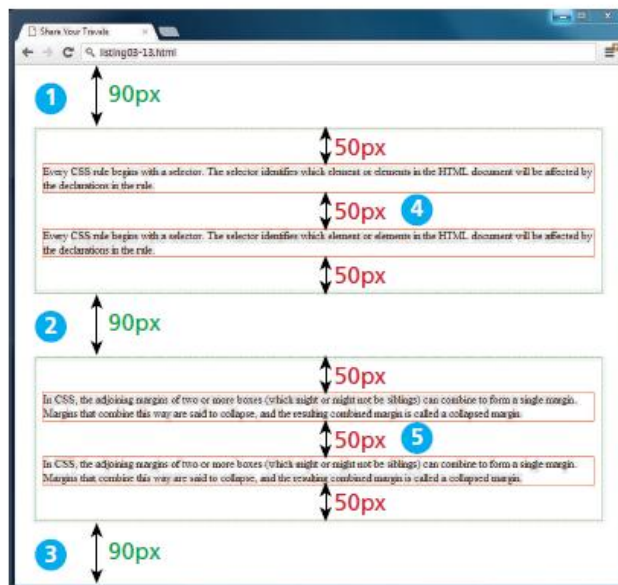 Share Your Travels
listing03-13.html
1 90px
50px
Every CSS rule begins with a selector. The selector identifies which element or elements in the HTML document will be affected by
the declarations in the rule.
50px 4
Every CSS rule begins with a selector. The selector identifies which element or elements in the HTML document will be affected by
the declarations in the rule.
50px
2 90px
50px
In CSS, the adjoining margins of two or more boxes (which might or might not be siblings) can combine to form a single margin.
Margins that combine this way are said to collapse, and the resulting combined margin is called a collapsed margin.
50px 5
In CSS, the adjoining margins of two or more boxes (which might or might not be siblings) can combine to form a single margin.
Margins that combine this way are said to collapse, and the resulting combined margin is called a collapsed margin.
50px
3 90px